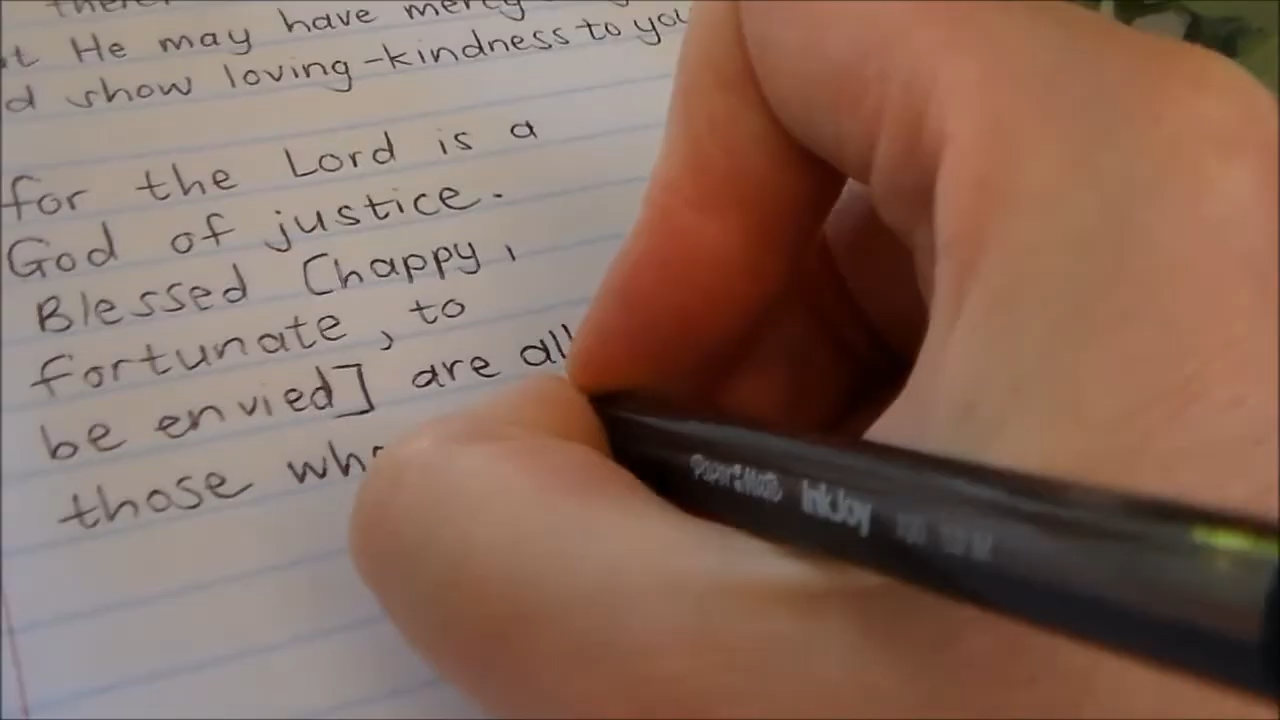 He may have mercy
show loving-kindness to you
for the Lord is a
God of justice.
Blessed [happy,
fortunate, to
be envied] are all
those who
PaperMate InkJoy